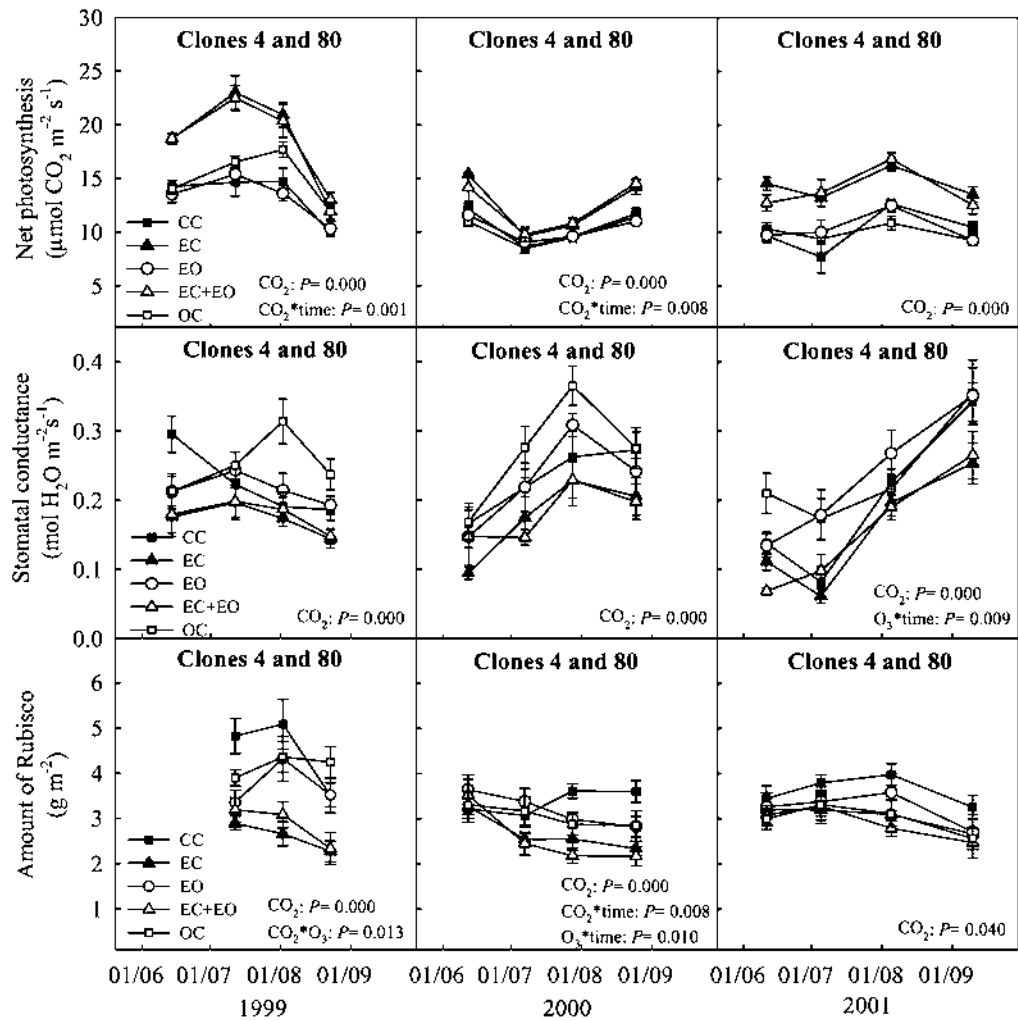 Clones 4 and 80
Clones 4 and 80
Clones 4 and 80
Net photosynthesis
(μmol CO₂ m⁻² s⁻¹)
30
25
20
15
10
5
CC
EC
EO
EC+EO
OC
CO₂: P= 0.000
CO₂*time: P= 0.001
CO₂: P= 0.000
CO₂*time: P= 0.008
CO₂: P= 0.000
Clones 4 and 80
Clones 4 and 80
Clones 4 and 80
Stomatal conductance
(mol H₂O m⁻²s⁻¹)
0.4
0.3
0.2
0.1
0.0
CC
EC
EO
EC+EO
OC
CO₂: P= 0.000
CO₂: P= 0.000
CO₂: P= 0.000
O₃*time: P= 0.009
Clones 4 and 80
Clones 4 and 80
Clones 4 and 80
Amount of Rubisco
(g m⁻²)
6
5
4
3
2
1
CC
EC
EO
EC+EO
OC
CO₂: P= 0.000
CO₂*O₃: P= 0.013
CO₂: P= 0.000
CO₂*time: P= 0.008
O₃*time: P= 0.010
CO₂: P= 0.040
01/06 01/07 01/08 01/09
01/06 01/07 01/08 01/09
01/06 01/07 01/08 01/09
1999
2000
2001